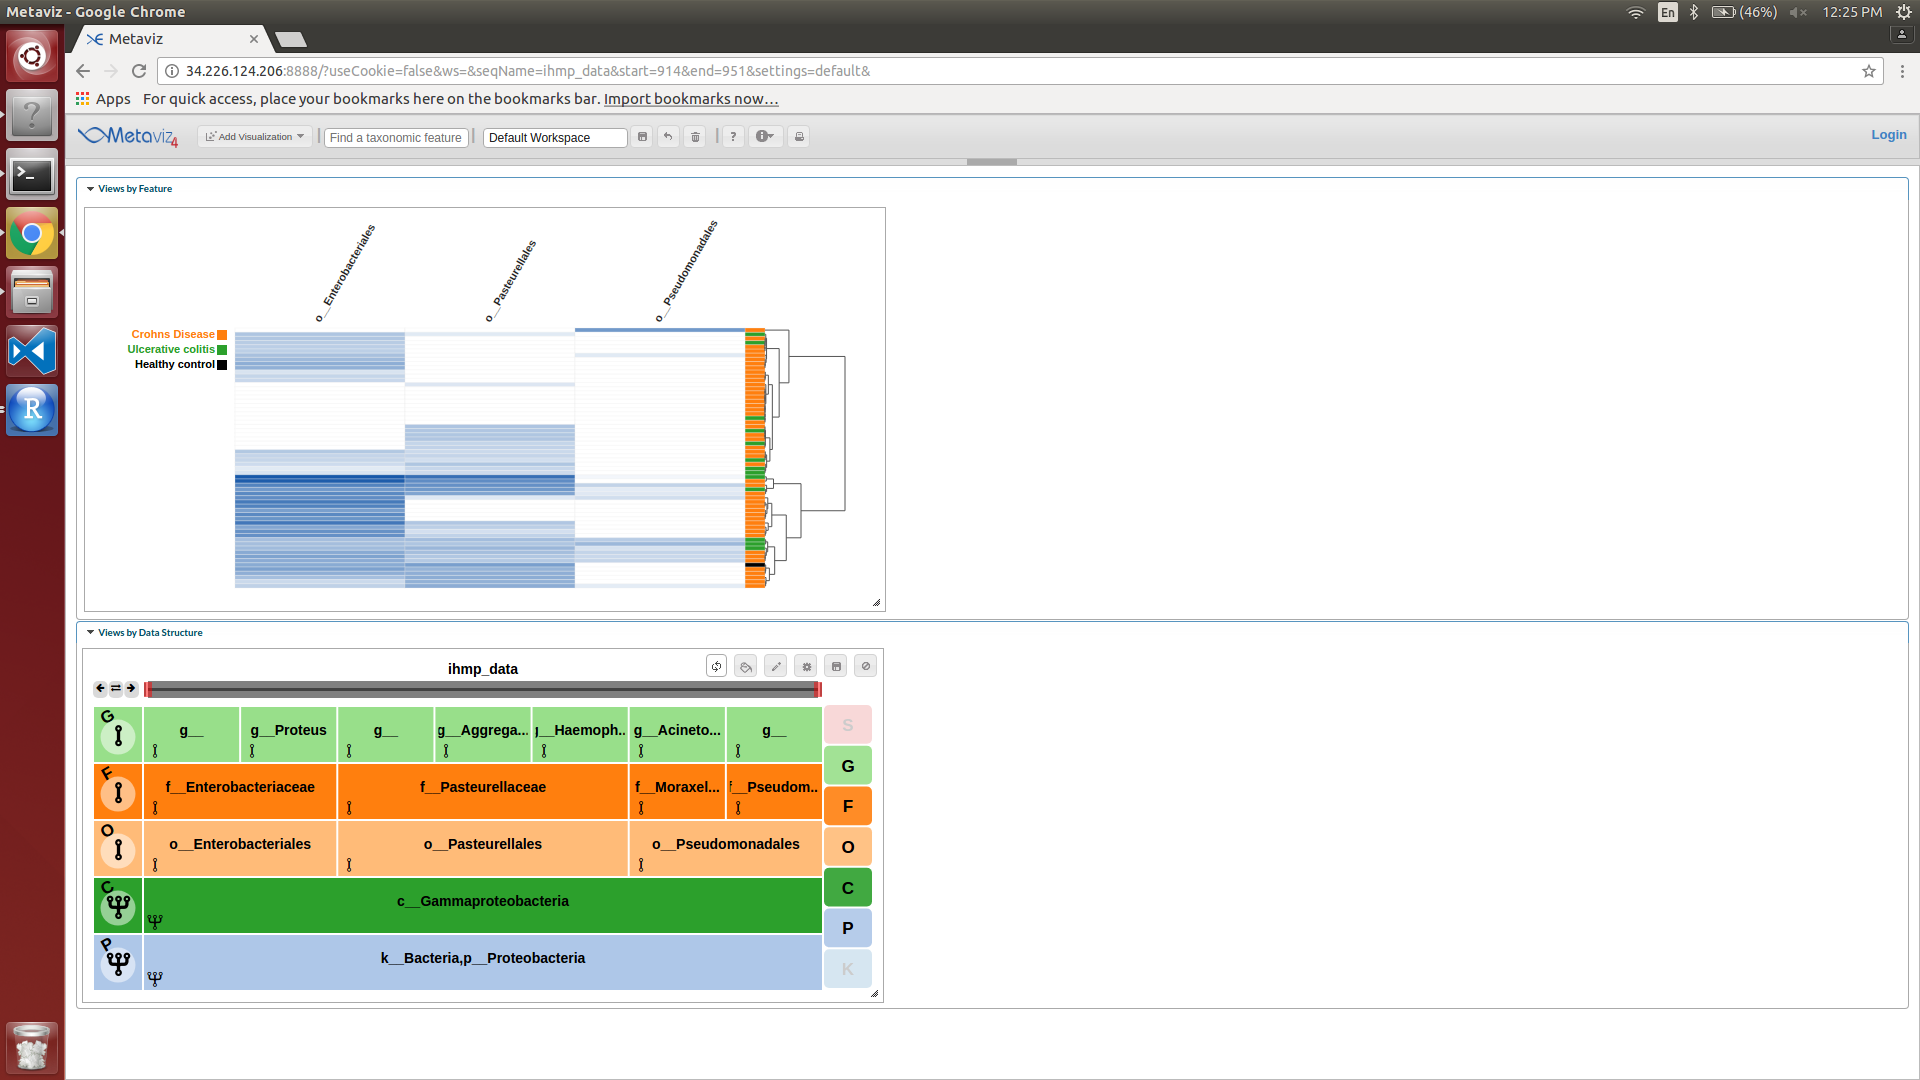 Metaviz - Google Chrome
En
(46%)
12:25 PM
Metaviz
34.226.124.206:8888/?useCookie=false&ws=&seqName=ihmp_data&start=914&end=951&settings=default&
Apps For quick access, place your bookmarks here on the bookmarks bar. Import bookmarks now...
Metaviz4
Add Visualization
Find a taxonomic feature
Default Workspace
?
Login
Views by Feature
o__Enterobacteriales
o__Pasteurellales
o__Pseudomonadales
Crohns Disease
Ulcerative colitis
Healthy control
Views by Data Structure
ihmp_data
G g__ g__Proteus g__ g__Aggrega... g__Haemoph.. g__Acineto... g__ S
G
F f__Enterobacteriaceae f__Pasteurellaceae f__Moraxel... f__Pseudom.. F
O o__Enterobacteriales o__Pasteurellales o__Pseudomonadales O
C c__Gammaproteobacteria C
P k__Bacteria,p__Proteobacteria P
K